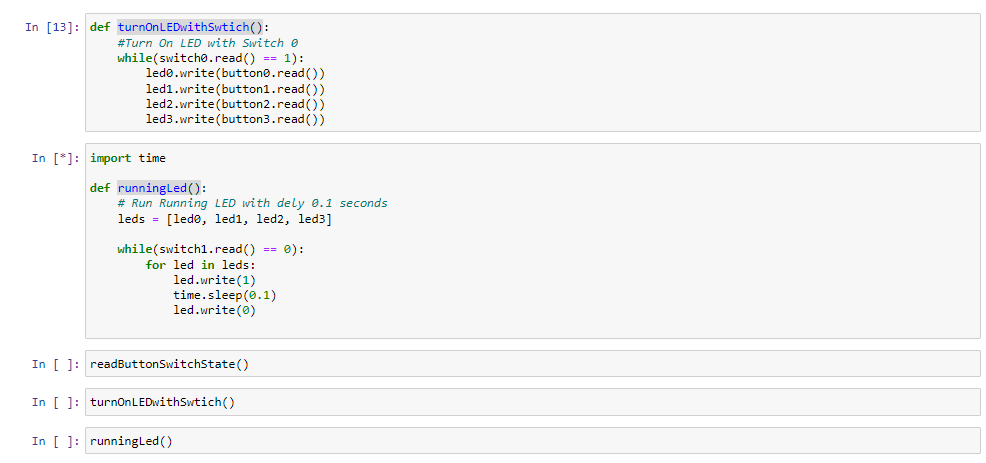 In [13]: def turnOnLEDwithSwtich():
    #Turn On LED with Switch 0
    while(switch0.read() == 1):
        led0.write(button0.read())
        led1.write(button1.read())
        led2.write(button2.read())
        led3.write(button3.read())
In [*]: import time
def runningLed():
    # Run Running LED with dely 0.1 seconds
    leds = [led0, led1, led2, led3]
    while(switch1.read() == 0):
        for led in leds:
            led.write(1)
            time.sleep(0.1)
            led.write(0)
In [ ]: readButtonSwitchState()
In [ ]: turnOnLEDwithSwtich()
In [ ]: runningLed()